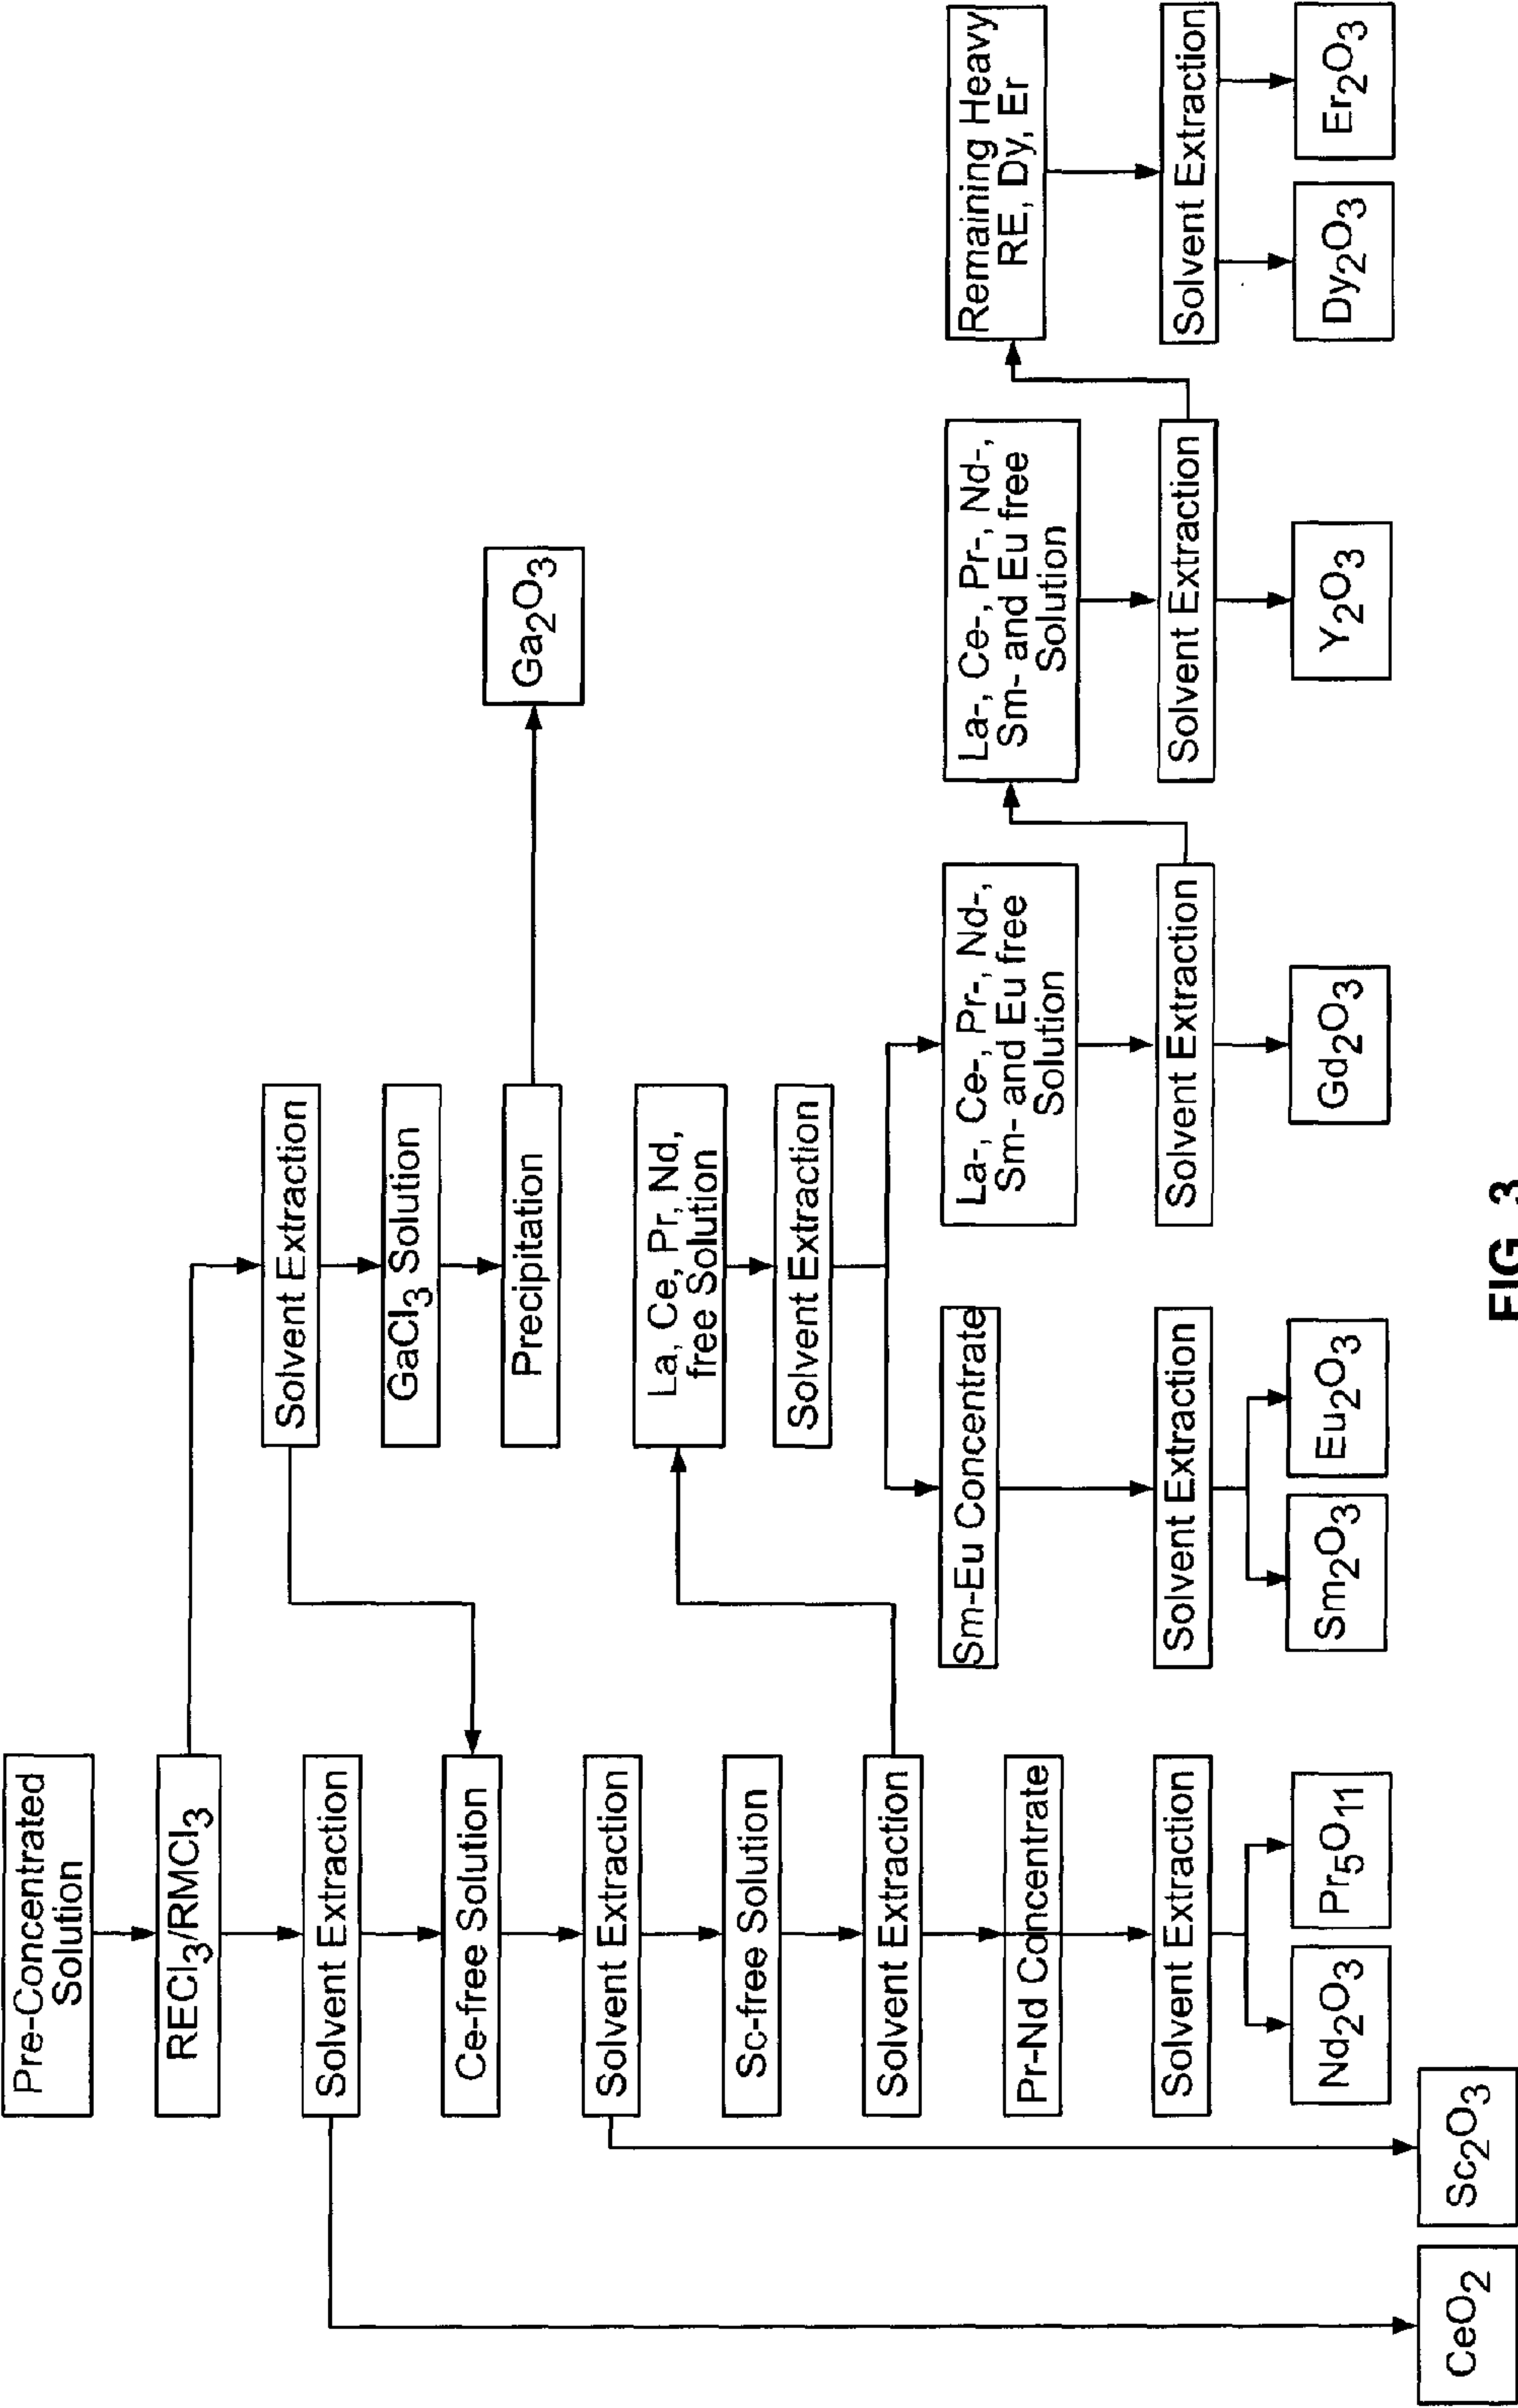 Pre-Concentrated
Solution
RECl3/RMCl3
Solvent Extraction
Ce-free Solution
Solvent Extraction
Sc-free Solution
Solvent Extraction
Pr-Nd Concentrate
Solvent Extraction
Nd2O3
Pr5O11
CeO2
Sc2O3
Solvent Extraction
GaCl3 Solution
Precipitation
Ga2O3
La, Ce, Pr, Nd,
free Solution
Solvent Extraction
Sm-Eu Concentrate
Solvent Extraction
Sm2O3
Eu2O3
La-, Ce-, Pr-, Nd-,
Sm- and Eu free
Solution
Solvent Extraction
Gd2O3
La-, Ce-, Pr-, Nd-,
Sm- and Eu free
Solution
Solvent Extraction
Y2O3
Remaining Heavy
RE, Dy, Er
Solvent Extraction
Dy2O3
Er2O3
FIG. 3